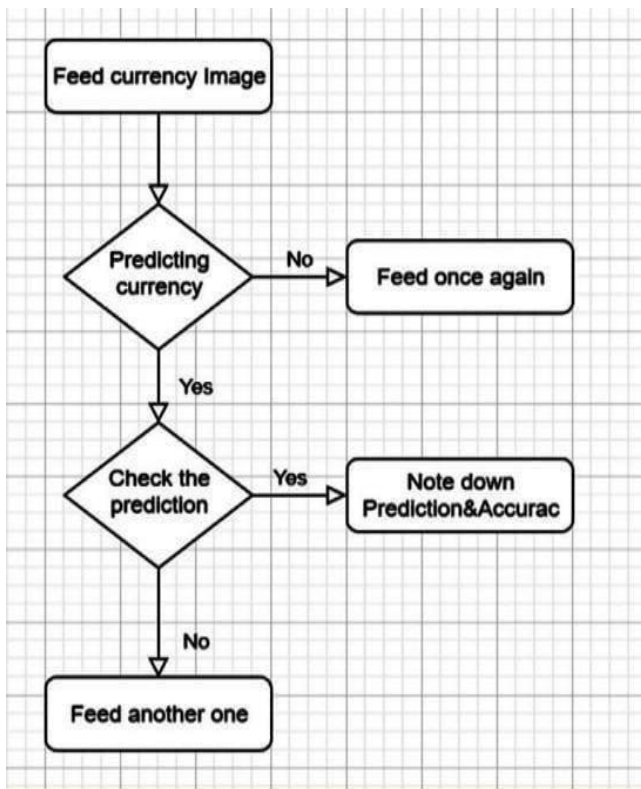 Feed currency Image
Predicting
currency
No
Feed once again
Yes
Check the
prediction
Yes
Note down
Prediction&Accurac
No
Feed another one